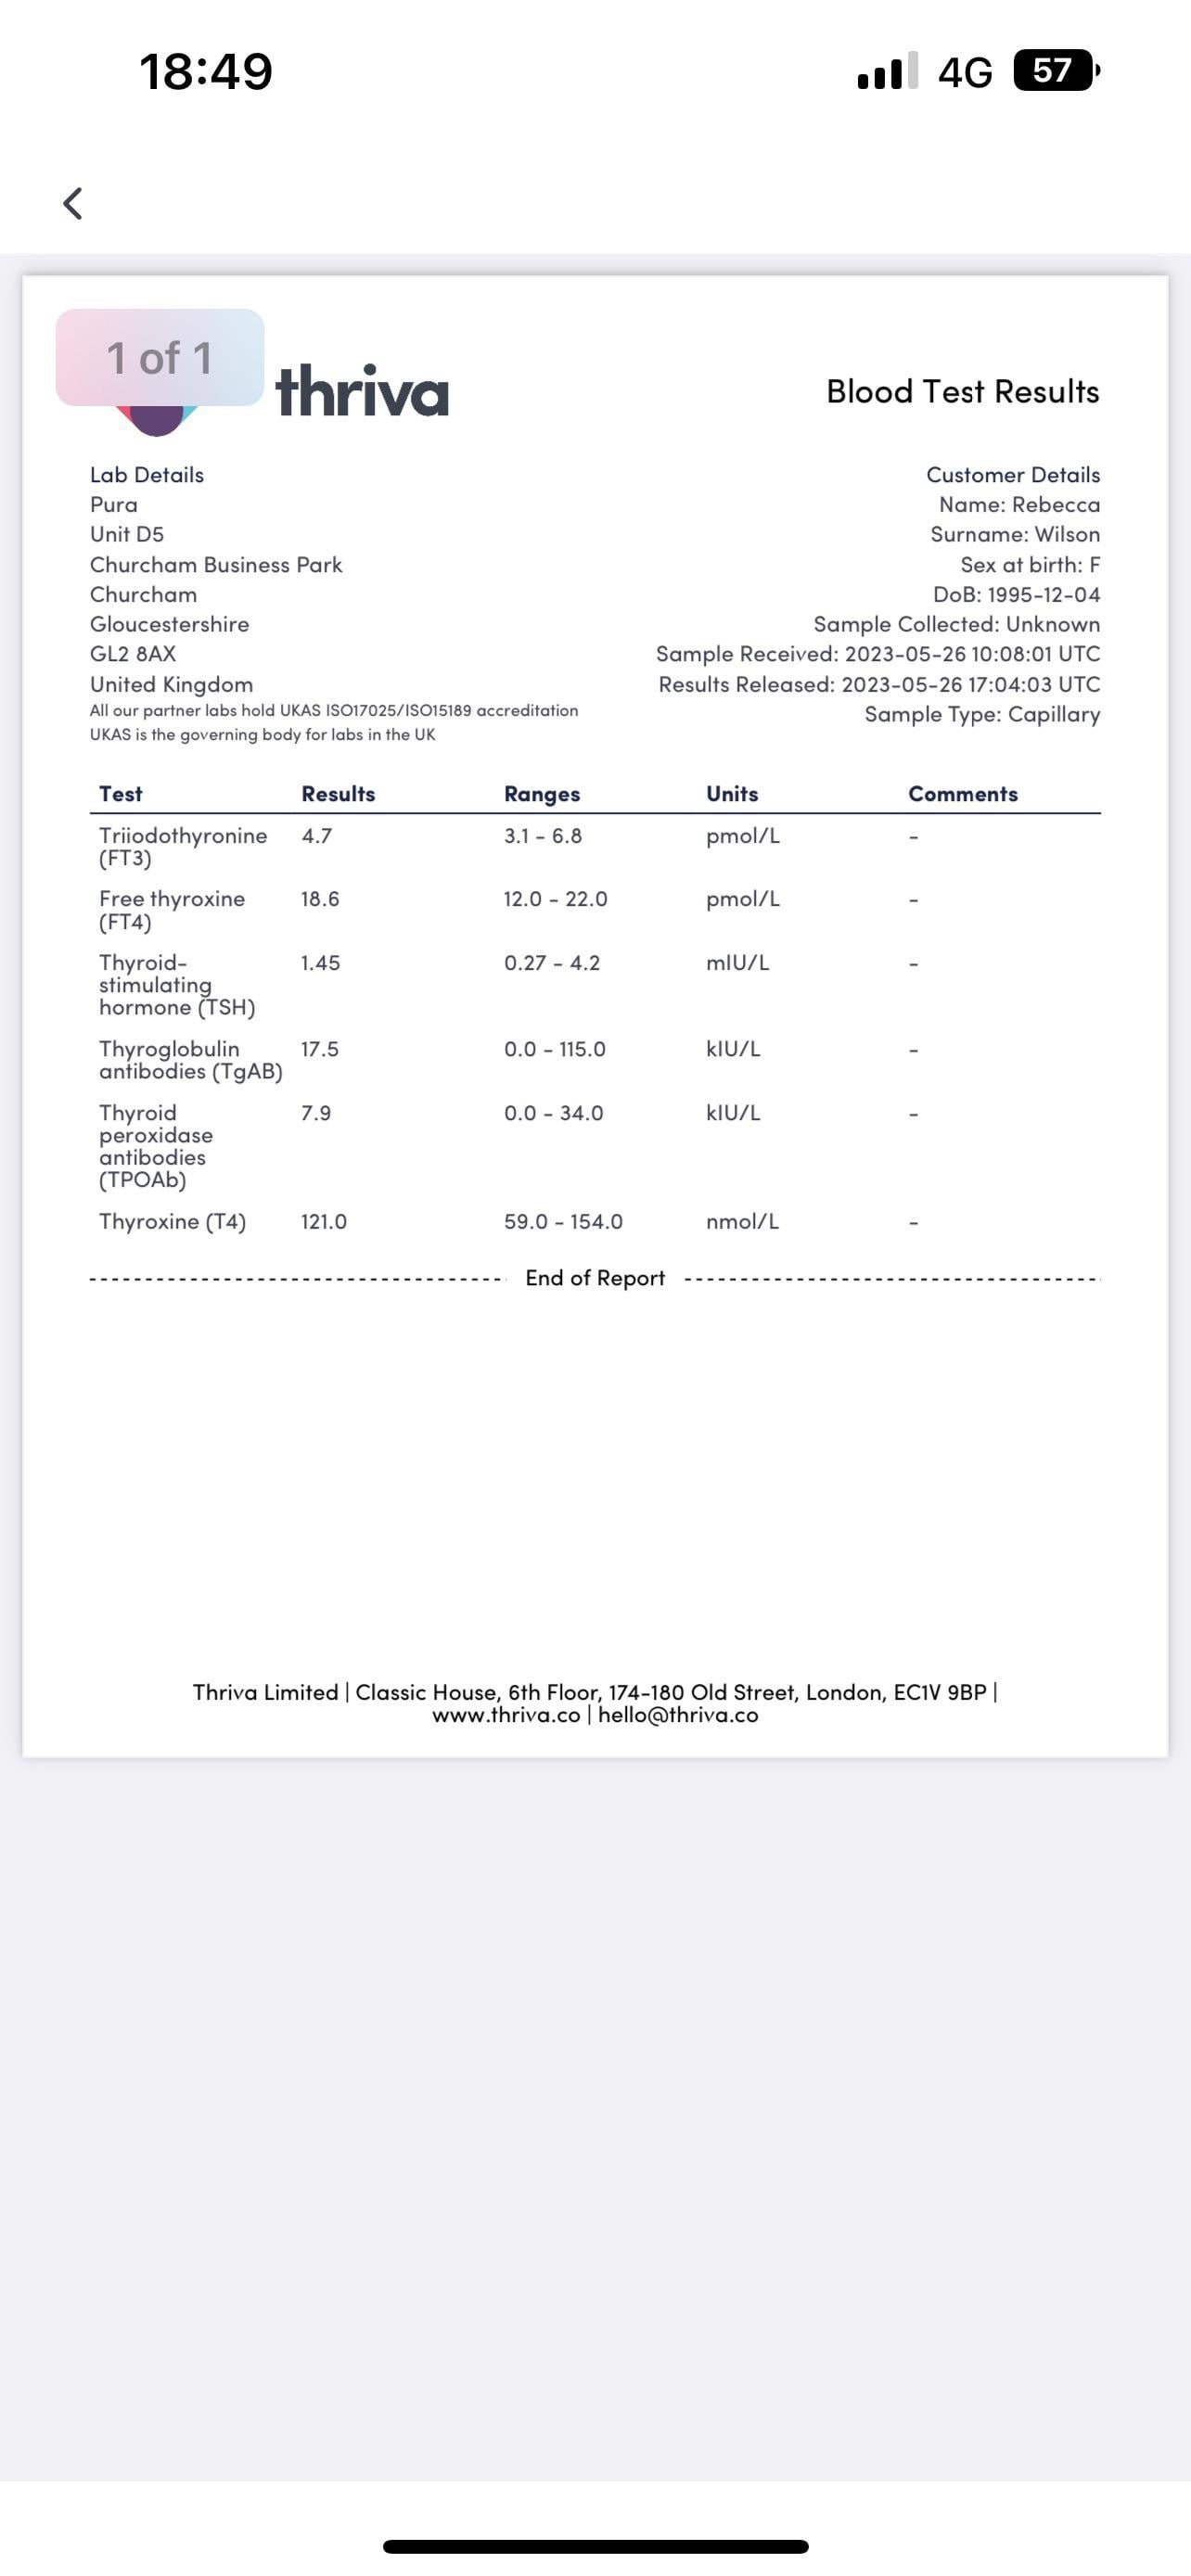 18:49
4G 57
1 of 1
thriva
Blood Test Results
Lab Details
Pura
Unit D5
Churcham Business Park
Churcham
Gloucestershire
GL2 8AX
United Kingdom
All our partner labs hold UKAS ISO17025/ISO15189 accreditation
UKAS is the governing body for labs in the UK
Customer Details
Name: Rebecca
Surname: Wilson
Sex at birth: F
DoB: 1995-12-04
Sample Collected: Unknown
Sample Received: 2023-05-26 10:08:01 UTC
Results Released: 2023-05-26 17:04:03 UTC
Sample Type: Capillary
Test Results Ranges Units Comments
Triiodothyronine 4.7 3.1 - 6.8 pmol/L -
(FT3)
Free thyroxine 18.6 12.0 - 22.0 pmol/L -
(FT4)
Thyroid- 1.45 0.27 - 4.2 mIU/L -
stimulating
hormone (TSH)
Thyroglobulin 17.5 0.0 - 115.0 kIU/L -
antibodies (TgAB)
Thyroid 7.9 0.0 - 34.0 kIU/L -
peroxidase
antibodies
(TPOAb)
Thyroxine (T4) 121.0 59.0 - 154.0 nmol/L -
End of Report
Thriva Limited | Classic House, 6th Floor, 174-180 Old Street, London, EC1V 9BP |
www.thriva.co | hello@thriva.co